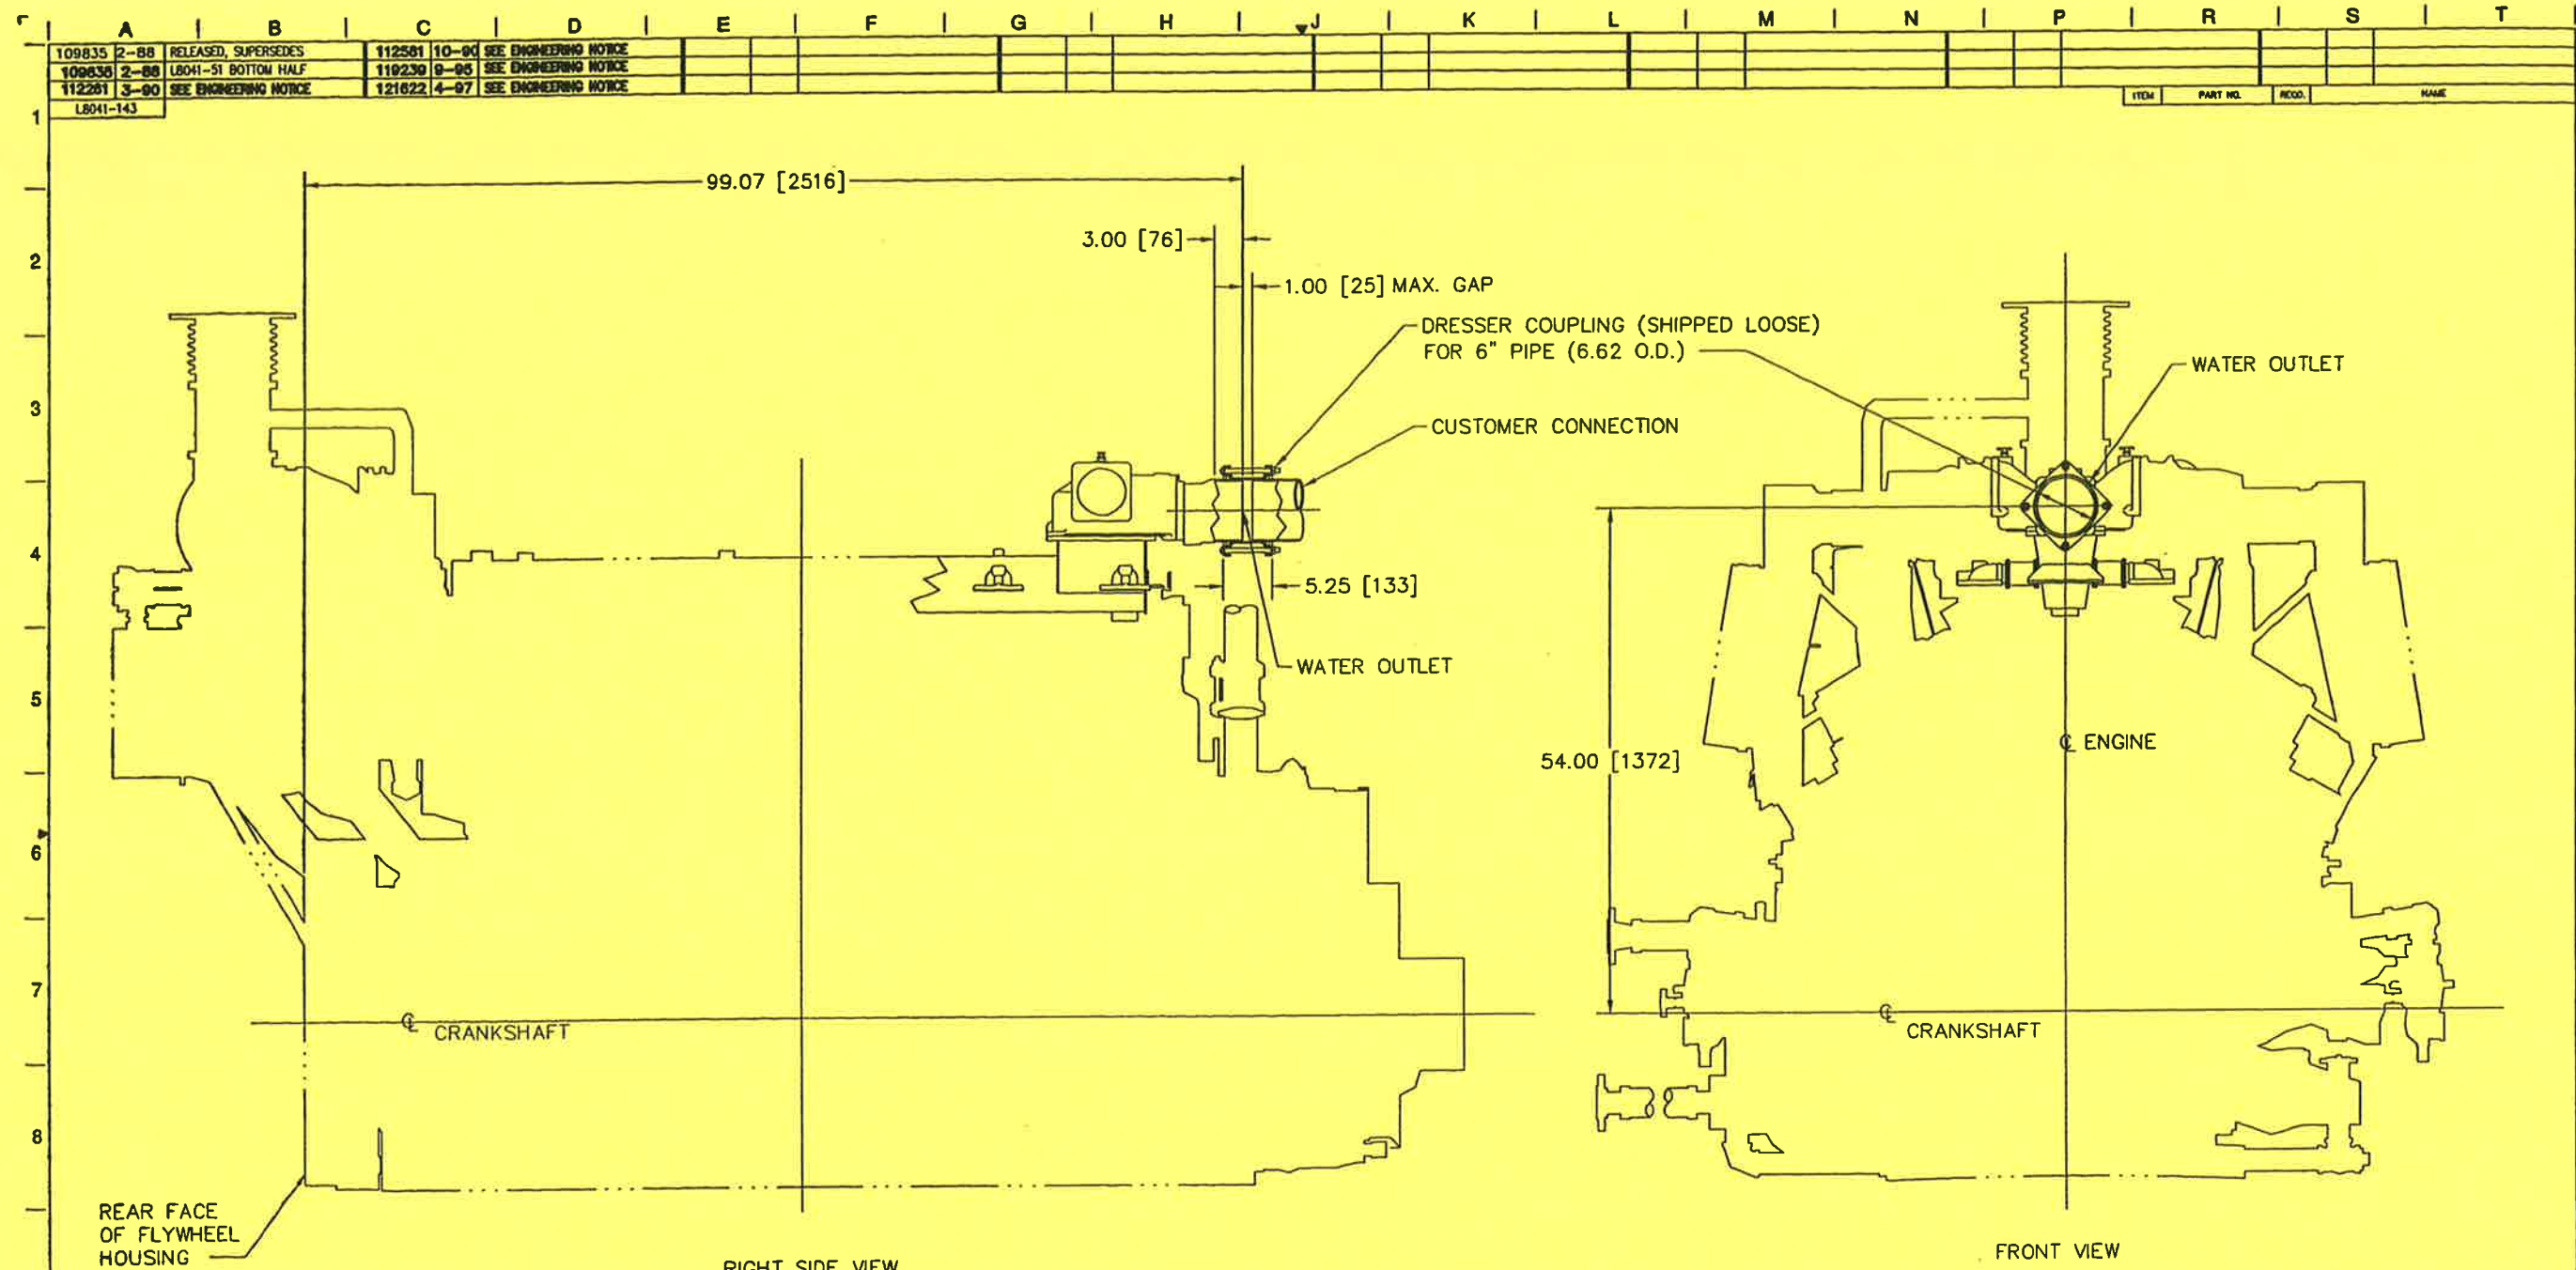 A B C D E F G H J K L M N P R S T
109835 2-88 RELEASED, SUPERSEDES 112581 10-90 SEE ENGINEERING NOTICE
109836 2-88 L8041-51 BOTTOM HALF 119239 9-95 SEE ENGINEERING NOTICE
112261 3-90 SEE ENGINEERING NOTICE 121622 4-97 SEE ENGINEERING NOTICE
L8041-143
ITEM PART NO. REQD. NAME
1
2
3
4
5
6
7
8
99.07 [2516]
3.00 [76]
1.00 [25] MAX. GAP
DRESSER COUPLING (SHIPPED LOOSE)
FOR 6" PIPE (6.62 O.D.)
WATER OUTLET
CUSTOMER CONNECTION
5.25 [133]
WATER OUTLET
54.00 [1372]
℄ ENGINE
℄ CRANKSHAFT
℄ CRANKSHAFT
REAR FACE
OF FLYWHEEL
HOUSING
RIGHT SIDE VIEW
FRONT VIEW